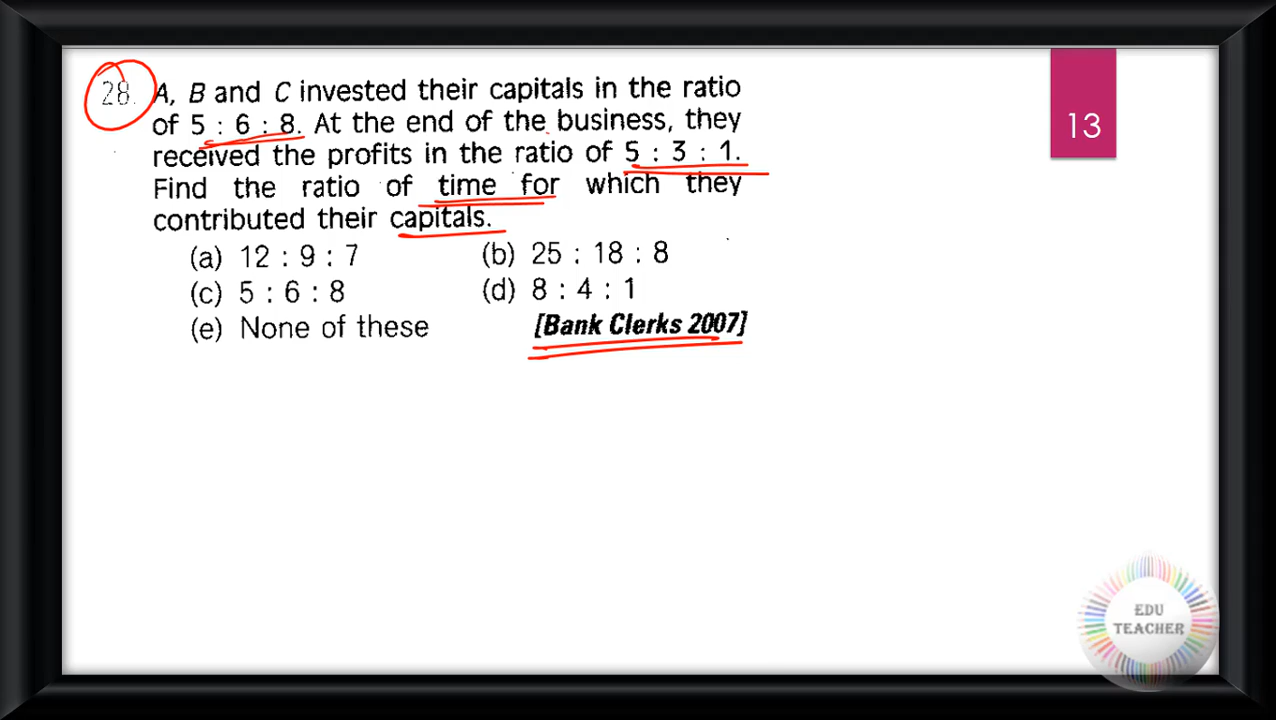 28. A, B and C invested their capitals in the ratio
of 5 : 6 : 8. At the end of the business, they
received the profits in the ratio of 5 : 3 : 1.
Find the ratio of time for which they
contributed their capitals.
(a) 12 : 9 : 7 (b) 25 : 18 : 8
(c) 5 : 6 : 8 (d) 8 : 4 : 1
(e) None of these [Bank Clerks 2007]
13
EDU
TEACHER